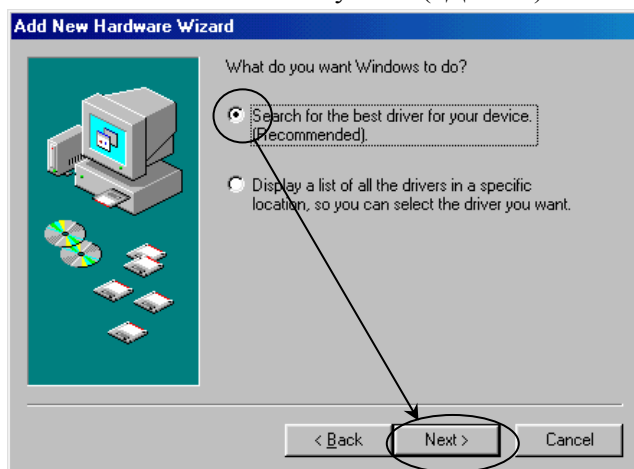 Add New Hardware Wizard
What do you want Windows to do?
Search for the best driver for your device.
(Recommended).
Display a list of all the drivers in a specific
location, so you can select the driver you want.
< Back
Next >
Cancel